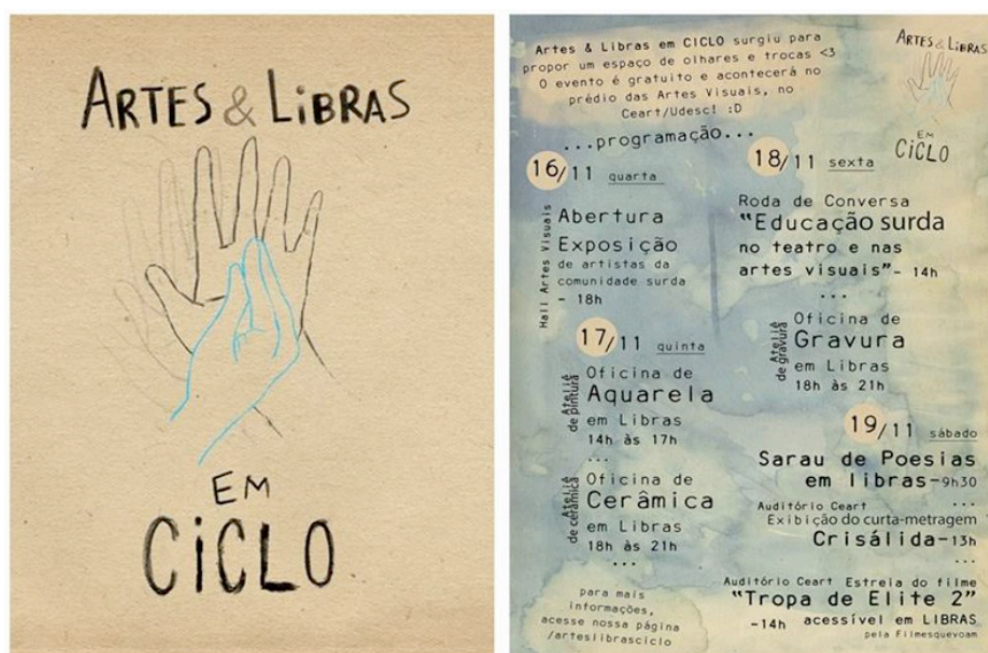 ARTES & LiBRAS
EM
CiCLO
Artes & Libras em CICLO surgiu para
propor um espaço de olhares e trocas <3
O evento é gratuito e acontecerá no
prédio das Artes Visuais, no
Ceart/Udesc! :D
ARTES & LiBRAS
EM
CiCLO
...programação...
16/11 quarta
Hall Artes Visuais
Abertura
Exposição
de artistas da
comunidade surda
- 18h
17/11 quinta
Ateliê
de pintura
Oficina de
Aquarela
em Libras
14h às 17h
...
Ateliê
de cerâmica
Oficina de
Cerâmica
em Libras
18h às 21h
...
para mais
informações,
acesse nossa página
/arteslibrasciclo
18/11 sexta
Roda de Conversa
"Educação surda
no teatro e nas
artes visuais"- 14h
...
Ateliê
de gravura
Oficina de
Gravura
em Libras
18h às 21h
19/11 sábado
Sarau de Poesias
em libras-9h30
...
Auditório Ceart
Exibição do curta-metragem
Crisálida-13h
Auditório Ceart Estreia do filme
"Tropa de Elite 2"
-14h acessível em LIBRAS
pela Filmesquevoam